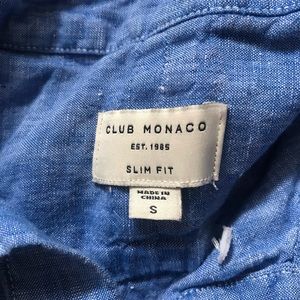 CLUB MONACO
EST. 1985
SLIM FIT
MADE IN
CHINA
S